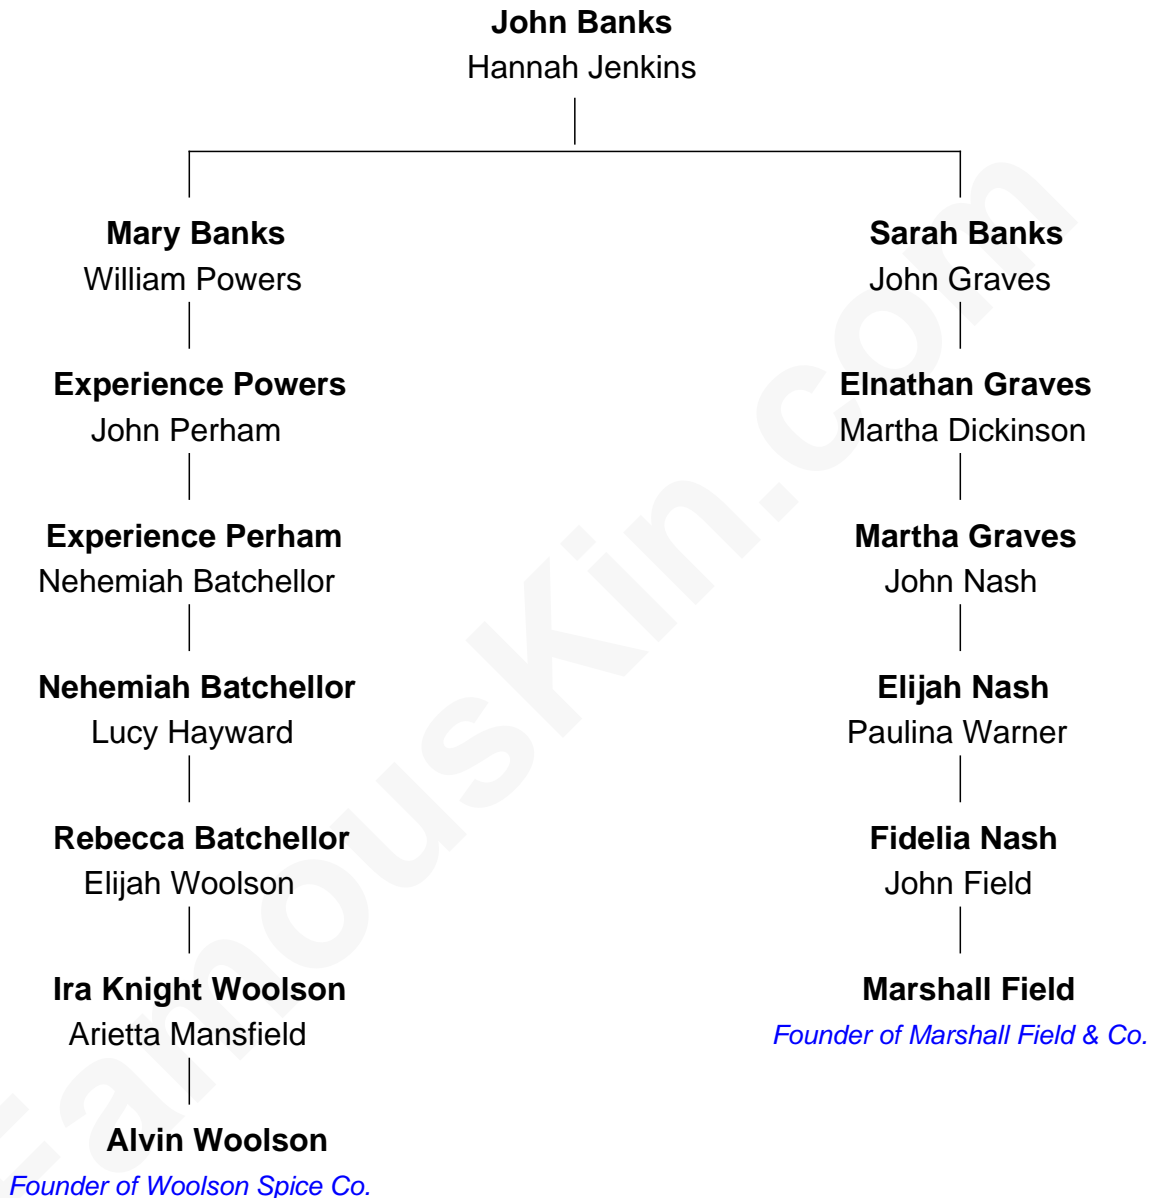 John Banks
Hannah Jenkins
Mary Banks
William Powers
Sarah Banks
John Graves
Experience Powers
John Perham
Elnathan Graves
Martha Dickinson
Experience Perham
Nehemiah Batchellor
Martha Graves
John Nash
Nehemiah Batchellor
Lucy Hayward
Elijah Nash
Paulina Warner
Rebecca Batchellor
Elijah Woolson
Fidelia Nash
John Field
Ira Knight Woolson
Arietta Mansfield
Marshall Field
Founder of Marshall Field & Co.
Alvin Woolson
Founder of Woolson Spice Co.
FamousKin.com